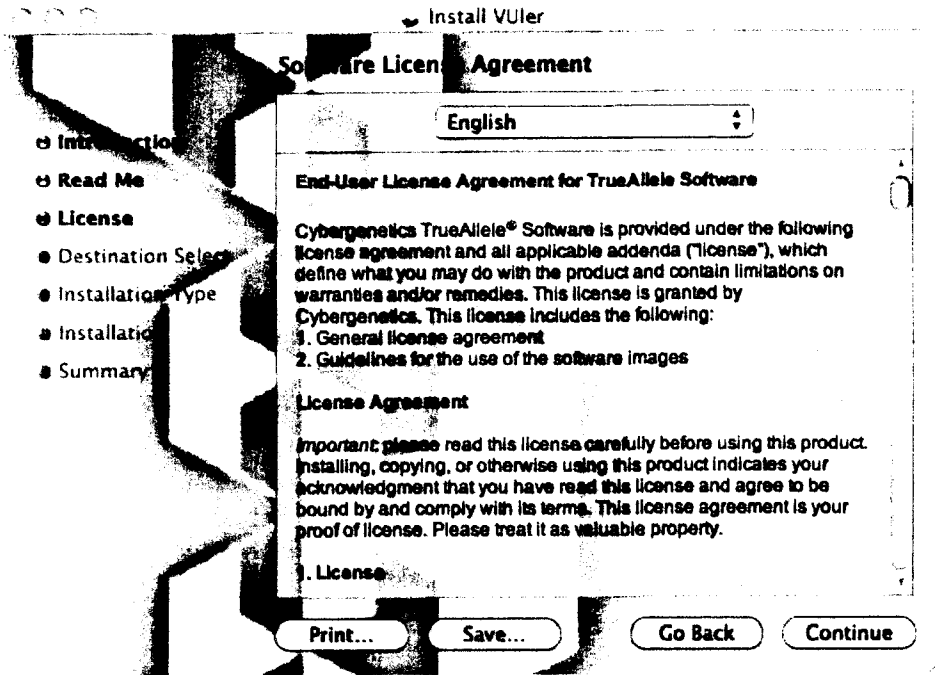 Install VUIer
Software License Agreement
English
Introduction
Read Me
License
Destination Select
Installation Type
Installation
Summary
End-User License Agreement for TrueAllele Software
Cybergenetics TrueAllele® Software is provided under the following
license agreement and all applicable addenda ("license"), which
define what you may do with the product and contain limitations on
warranties and/or remedies. This license is granted by
Cybergenetics. This license includes the following:
1. General license agreement
2. Guidelines for the use of the software images
License Agreement
Important: please read this license carefully before using this product.
Installing, copying, or otherwise using this product indicates your
acknowledgment that you have read this license and agree to be
bound by and comply with its terms. This license agreement is your
proof of license. Please treat it as valuable property.
1. License
Print...
Save...
Go Back
Continue